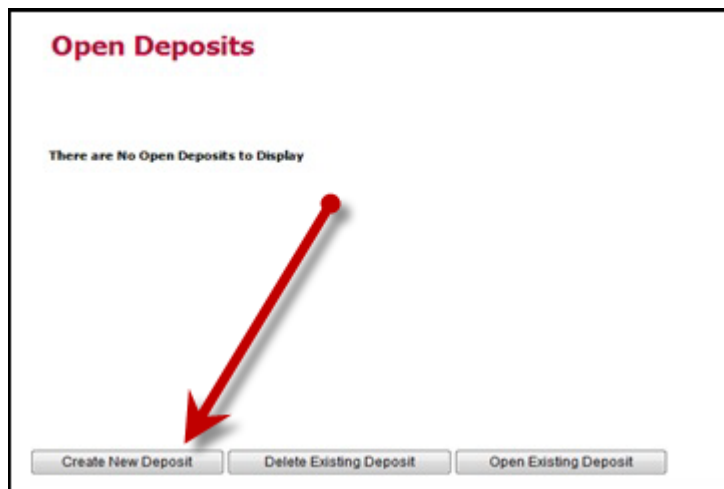 Open Deposits
There are No Open Deposits to Display
Create New Deposit Delete Existing Deposit Open Existing Deposit